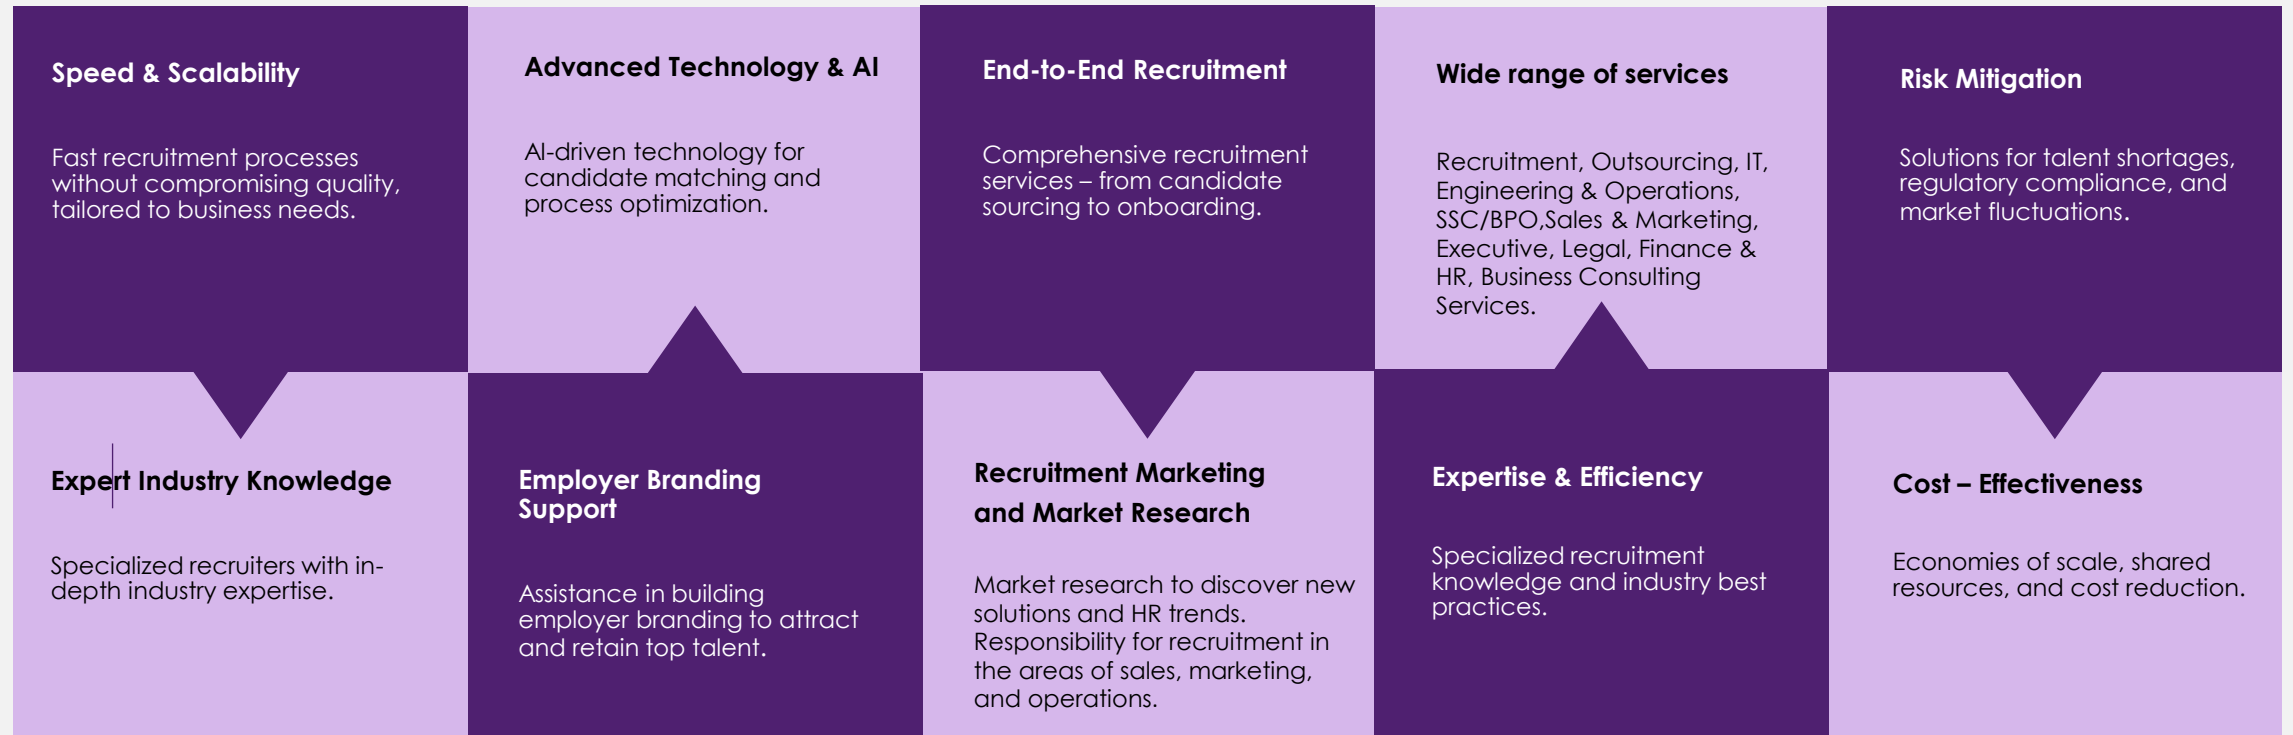 Speed & Scalability
Fast recruitment processes
without compromising quality,
tailored to business needs.
Advanced Technology & AI
AI-driven technology for
candidate matching and
process optimization.
End-to-End Recruitment
Comprehensive recruitment
services – from candidate
sourcing to onboarding.
Wide range of services
Recruitment, Outsourcing, IT,
Engineering & Operations,
SSC/BPO,Sales & Marketing,
Executive, Legal, Finance &
HR, Business Consulting
Services.
Risk Mitigation
Solutions for talent shortages,
regulatory compliance, and
market fluctuations.
Expert Industry Knowledge
Specialized recruiters with in-
depth industry expertise.
Employer Branding
Support
Assistance in building
employer branding to attract
and retain top talent.
Recruitment Marketing
and Market Research
Market research to discover new
solutions and HR trends.
Responsibility for recruitment in
the areas of sales, marketing,
and operations.
Expertise & Efficiency
Specialized recruitment
knowledge and industry best
practices.
Cost – Effectiveness
Economies of scale, shared
resources, and cost reduction.